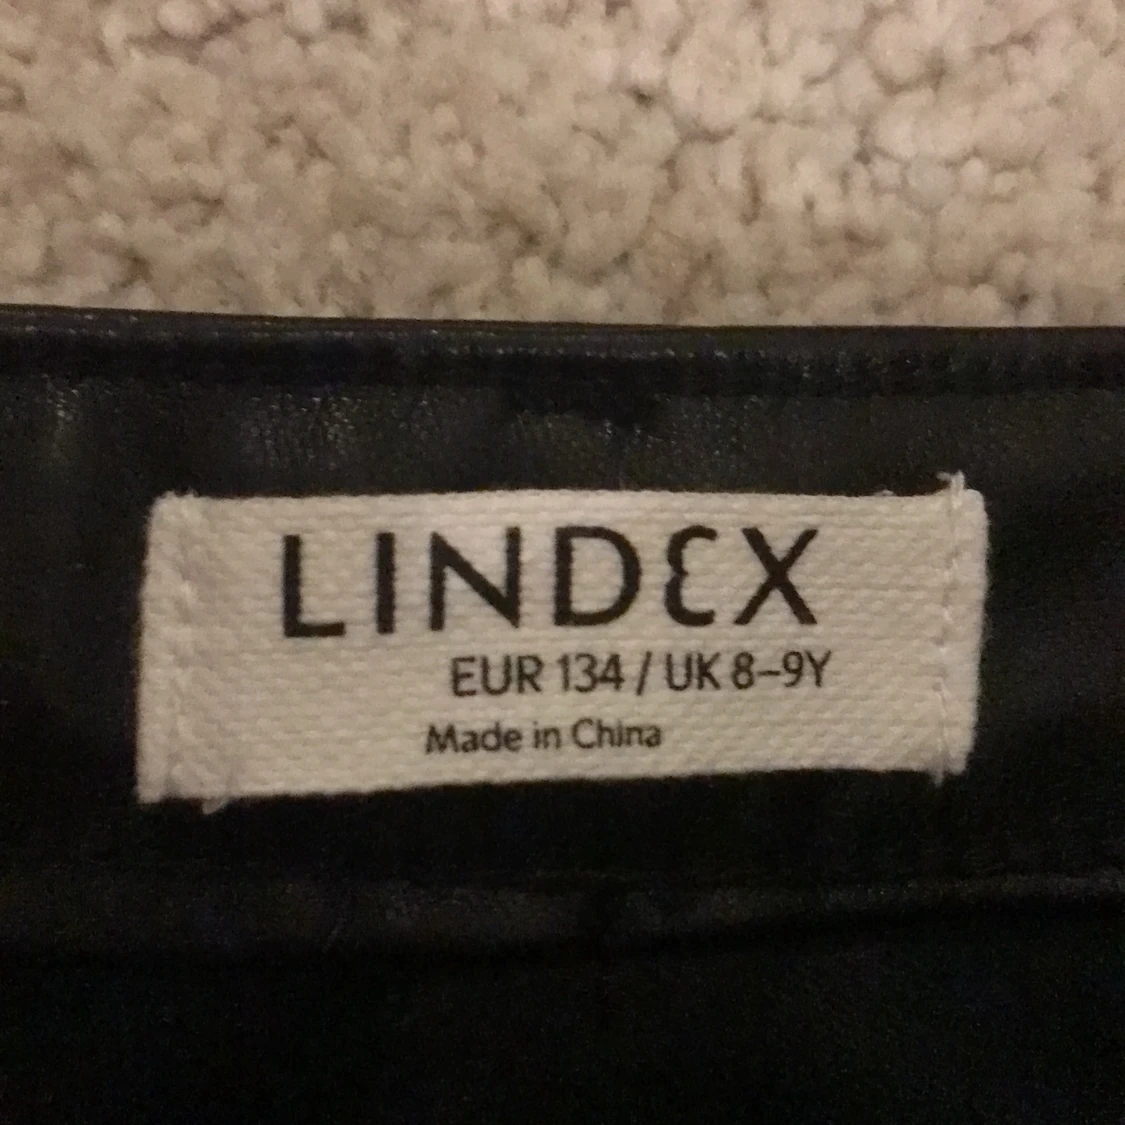 LINDEX
EUR 134 / UK 8-9Y
Made in China